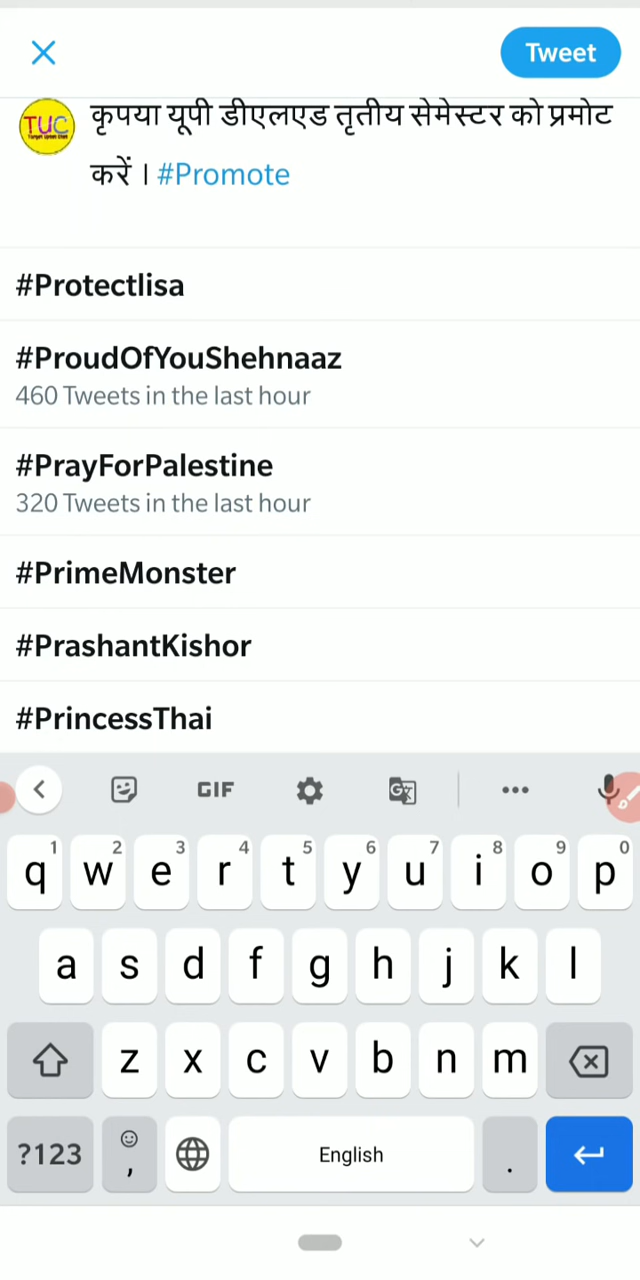 Tweet
TUC
कृपया यूपी डीएलएड तृतीय सेमेस्टर को प्रमोट
करें । #Promote
#Protectlisa
#ProudOfYouShehnaaz
460 Tweets in the last hour
#PrayForPalestine
320 Tweets in the last hour
#PrimeMonster
#PrashantKishor
#PrincessThai
GIF
1 2 3 4 5 6 7 8 9 0
q w e r t y u i o p
a s d f g h j k l
z x c v b n m
?123 , English .